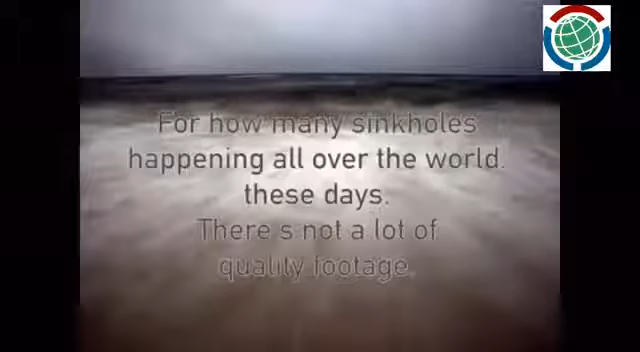 For how many sinkholes
happening all over the world.
these days.
There s not a lot of
quality footage.